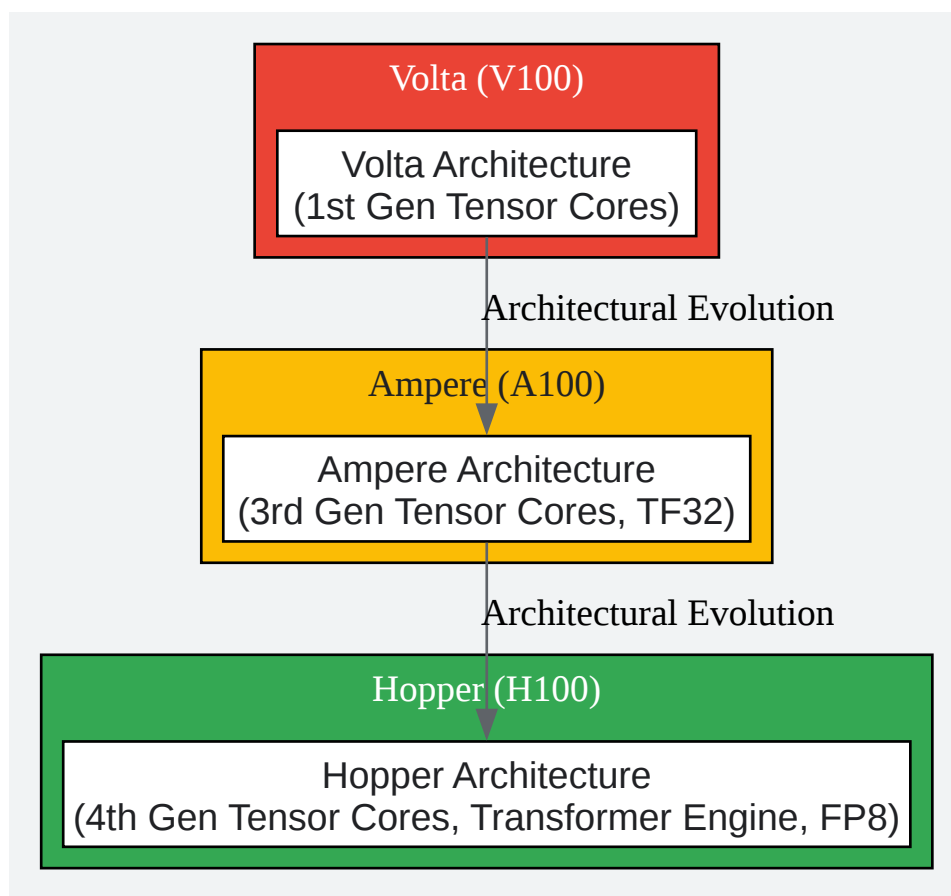 Volta (V100)
Volta Architecture
(1st Gen Tensor Cores)
Architectural Evolution
Ampere (A100)
Ampere Architecture
(3rd Gen Tensor Cores, TF32)
Architectural Evolution
Hopper (H100)
Hopper Architecture
(4th Gen Tensor Cores, Transformer Engine, FP8)